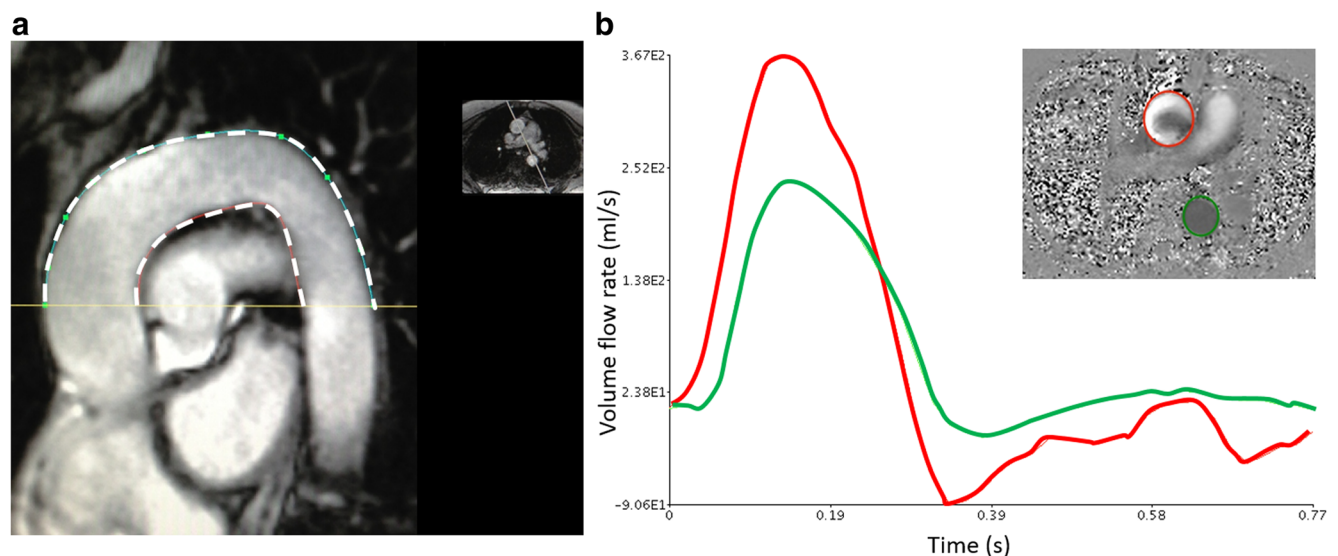 a
b
Volume flow rate (ml/s)
3.67E2
2.52E2
1.38E2
2.38E1
−9.06E1
0
0.19
0.39
0.58
0.77
Time (s)